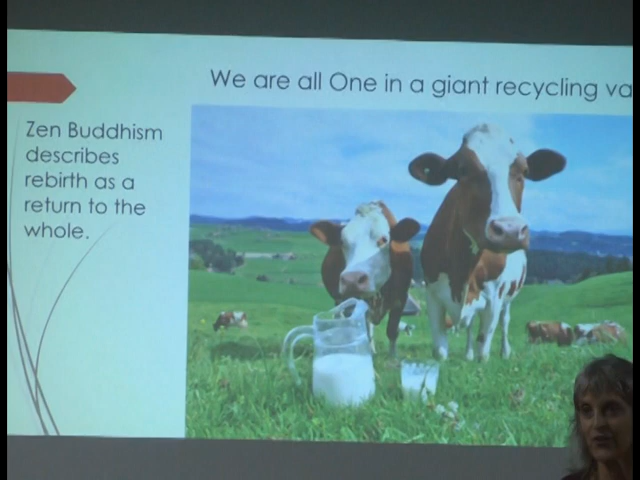 We are all One in a giant recycling va
Zen Buddhism
describes
rebirth as a
return to the
whole.